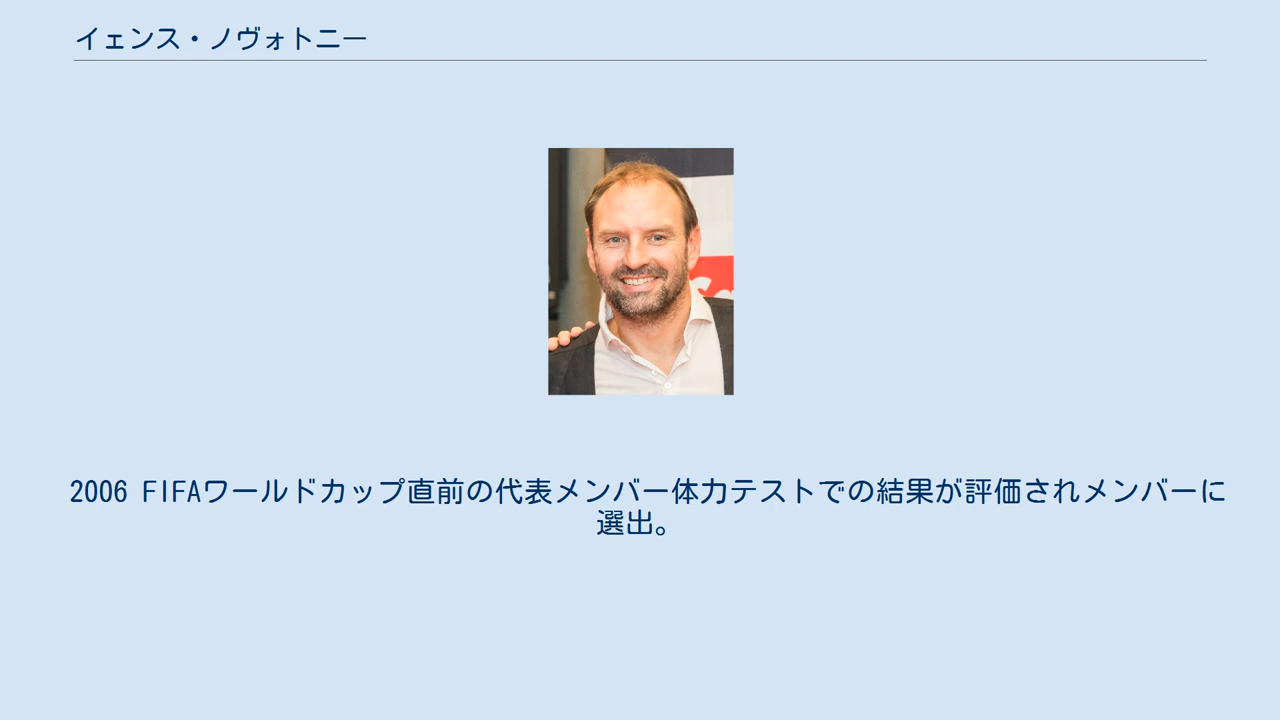 イェンス・ノヴォトニー
2006 FIFAワールドカップ直前の代表メンバー体力テストでの結果が評価されメンバーに
選出。